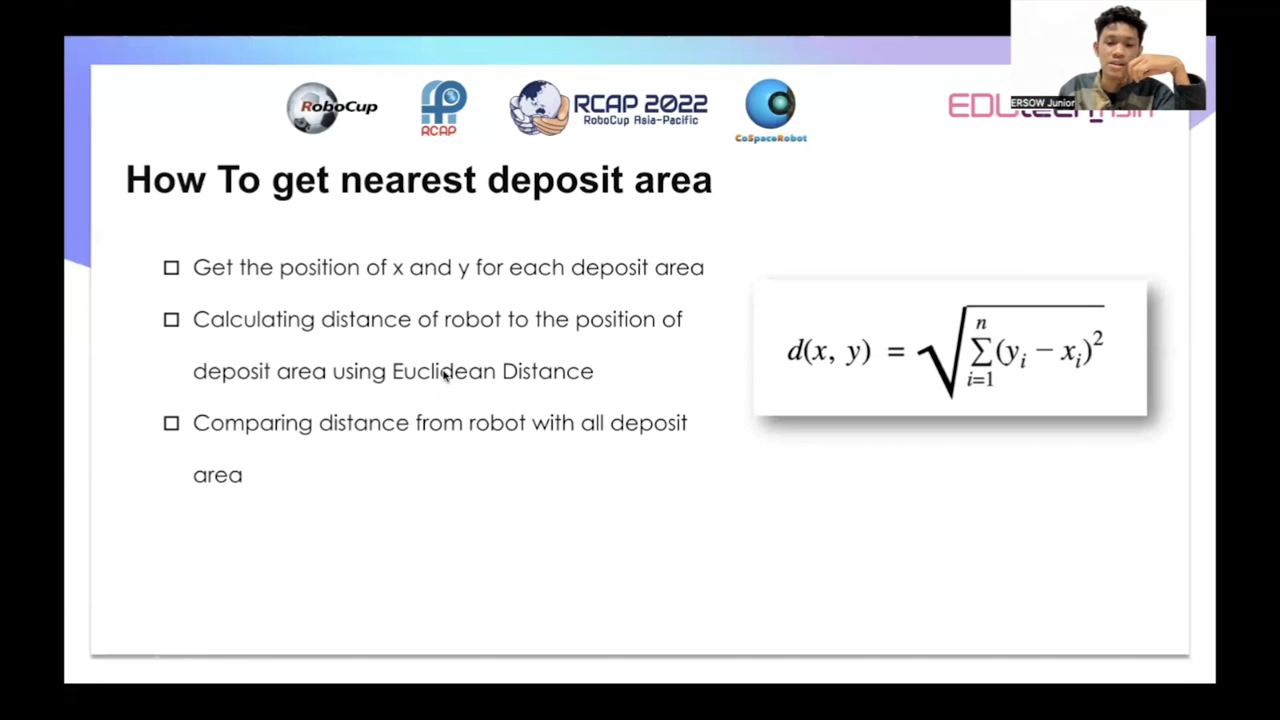 RoboCup
RCAP
RCAP 2022
RoboCup Asia-Pacific
CoSpaceRobot
ERSOW Junior
How To get nearest deposit area
Get the position of x and y for each deposit area
Calculating distance of robot to the position of
deposit area using Euclidean Distance
Comparing distance from robot with all deposit
area
d(x, y) = √ n ∑ i=1 (yᵢ − xᵢ)²